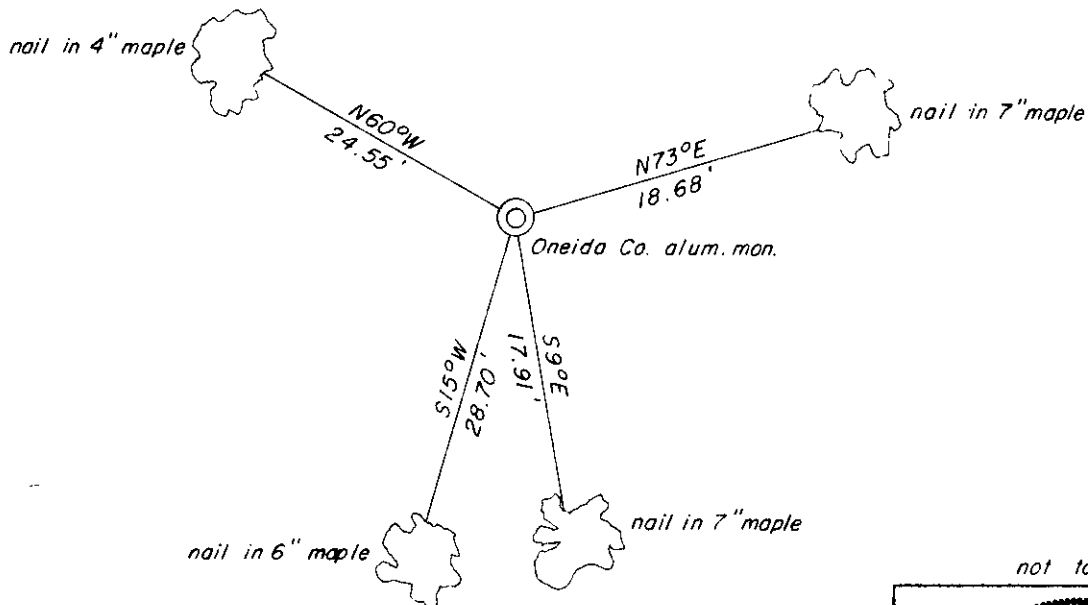 nail in 4" maple
N60°W
24.55'
N73°E
18.68'
nail in 7" maple
Oneida Co. alum. mon.
S15°W
28.70'
S9°E
17.91'
nail in 6" maple
nail in 7" maple
not to